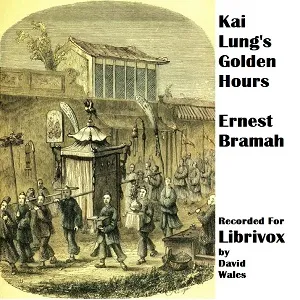 Kai
Lung's
Golden
Hours
Ernest
Bramah
Recorded For
Librivox
by
David
Wales